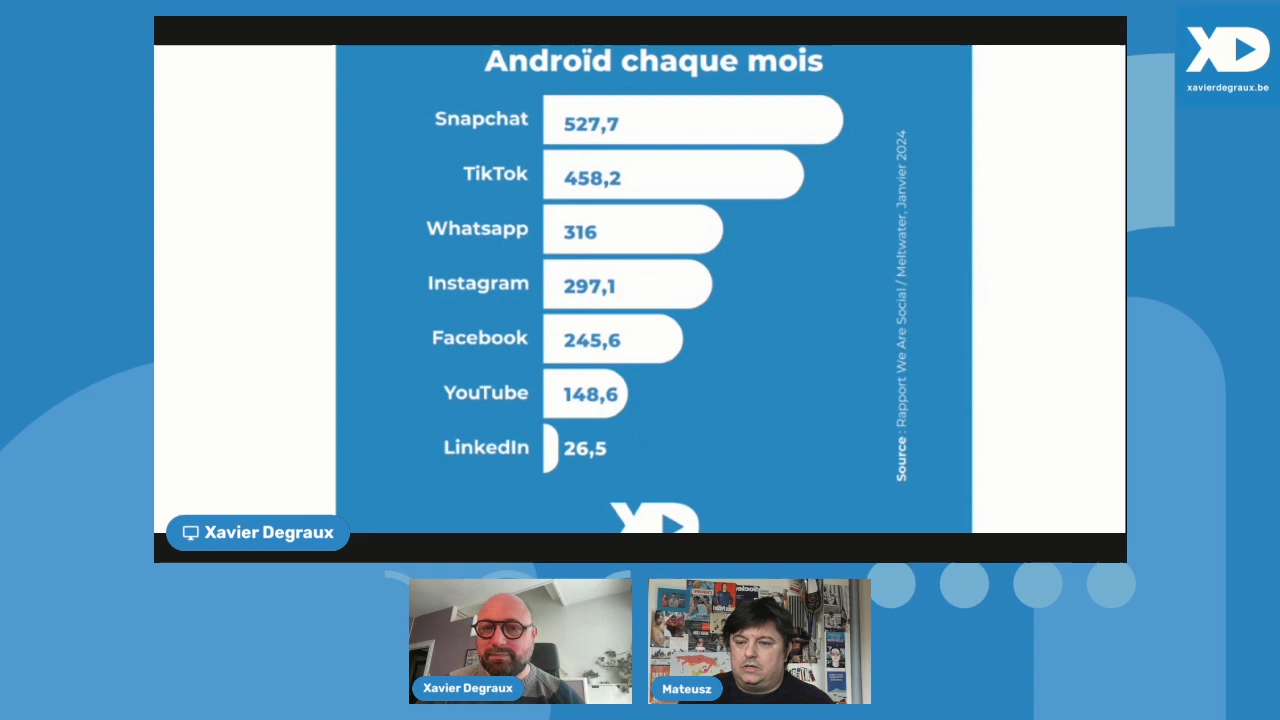 XD
xavierdegraux.be
Androïd chaque mois
Snapchat 527,7
TikTok 458,2
Whatsapp 316
Instagram 297,1
Facebook 245,6
YouTube 148,6
LinkedIn 26,5
Source : Rapport We Are Social / Meltwater, Janvier 2024
XD
Xavier Degraux
Xavier Degraux
Mateusz